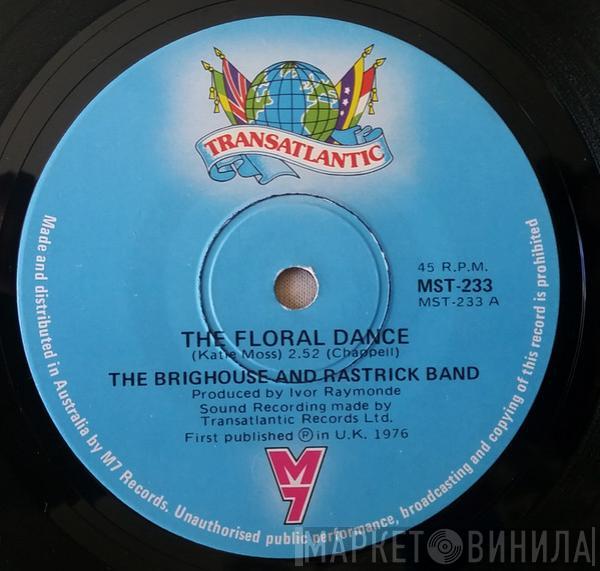 TRANSATLANTIC
45 R.P.M.
MST-233
MST-233 A
THE FLORAL DANCE
(Katie Moss) 2.52 (Chappell)
THE BRIGHOUSE AND RASTRICK BAND
Produced by Ivor Raymonde
Sound Recording made by
Transatlantic Records Ltd.
First published ℗ in U.K. 1976
M7
Made and distributed in Australia by M7 Records. Unauthorised public performance, broadcasting and copying of this record is prohibited
МАРКЕТ ВИНИЛА